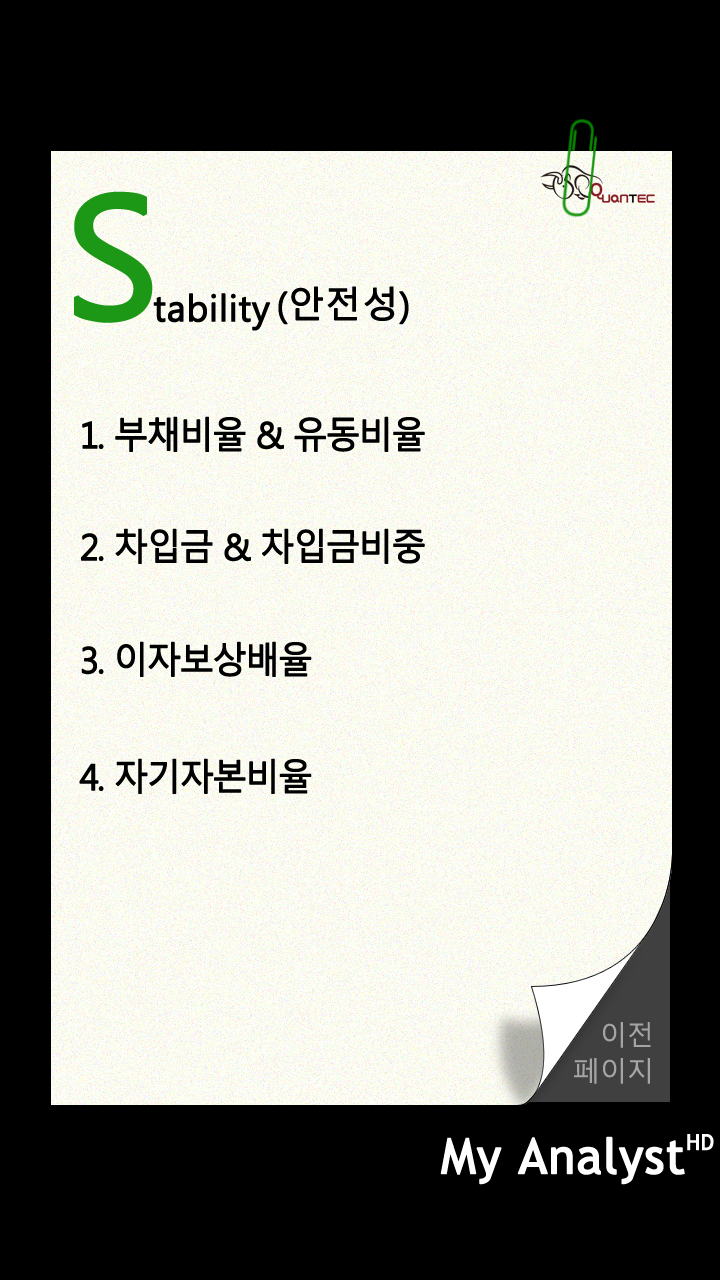 QuanTEC
Stability (안전성)
1. 부채비율 & 유동비율
2. 차입금 & 차입금비중
3. 이자보상배율
4. 자기자본비율
이전
페이지
My Analyst HD